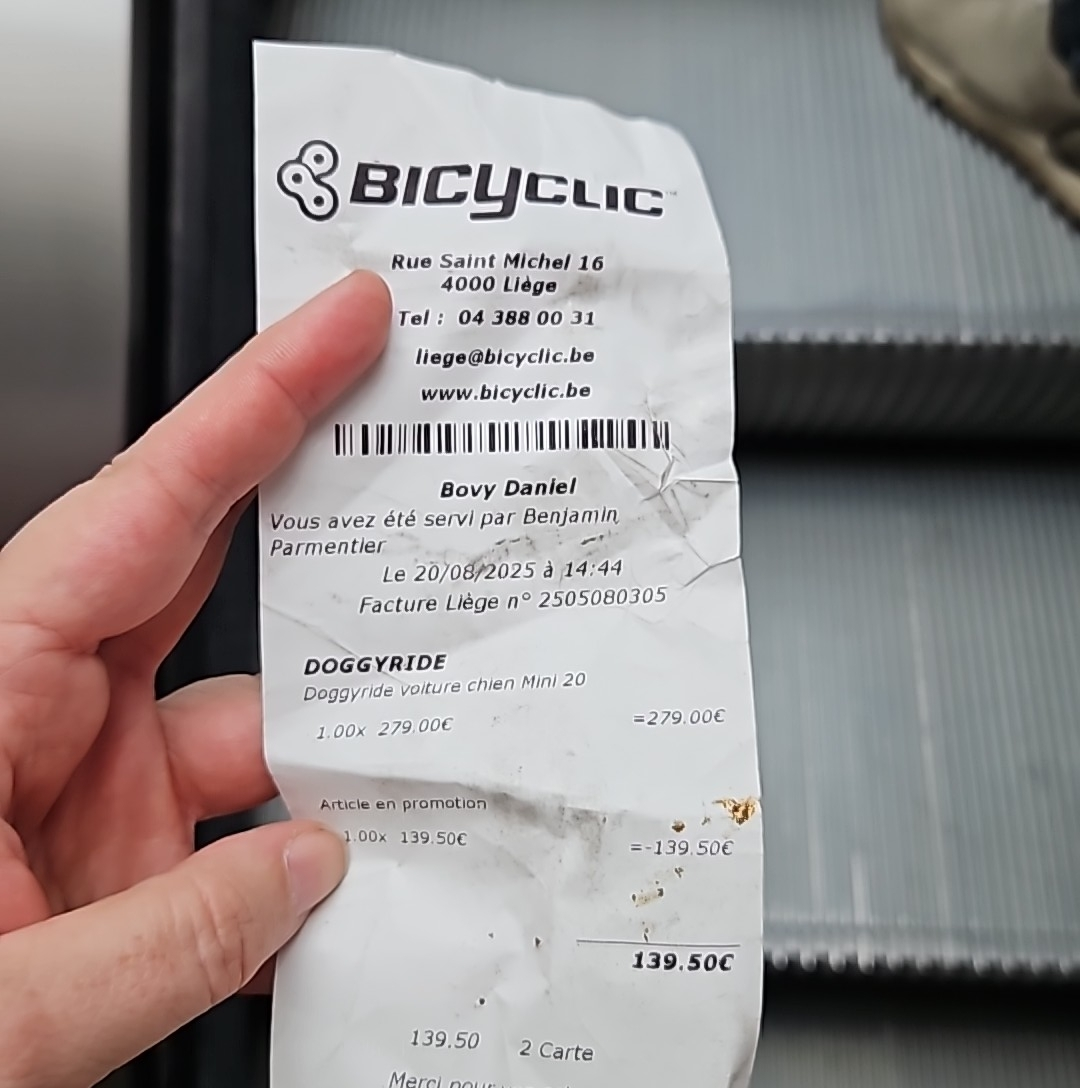 BICYCLIC™
Rue Saint Michel 16
4000 Liège
Tel : 04 388 00 31
liege@bicyclic.be
www.bicyclic.be
Bovy Daniel
Vous avez été servi par Benjamin
Parmentier
Le 20/08/2025 à 14:44
Facture Liège n° 2505080305
DOGGYRIDE
Doggyride voiture chien Mini 20
1.00x 279.00€ =279.00€
Article en promotion
1.00x 139.50€ =-139.50€
139.50€
139.50 2 Carte
Merci pour